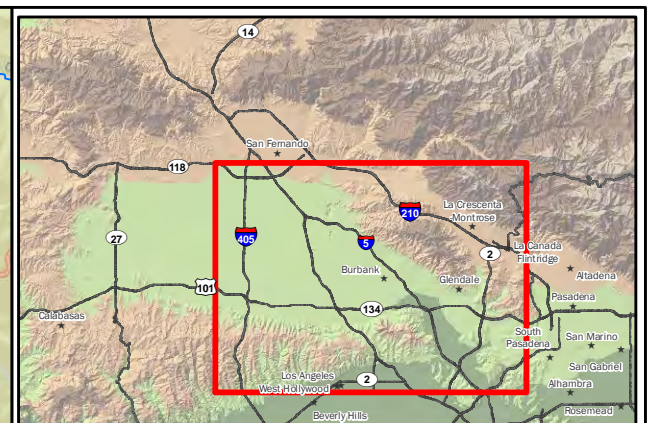 14
San Fernando
118
La Crescenta
-Montrose
210
27
405
5
2
La Canada
Flintridge
Burbank
Glendale
Altadena
101
Pasadena
134
Calabasas
South
Pasadena
San Marino
San Gabriel
Los Angeles
West Hollywood
2
Alhambra
Beverly Hills
Rosemead